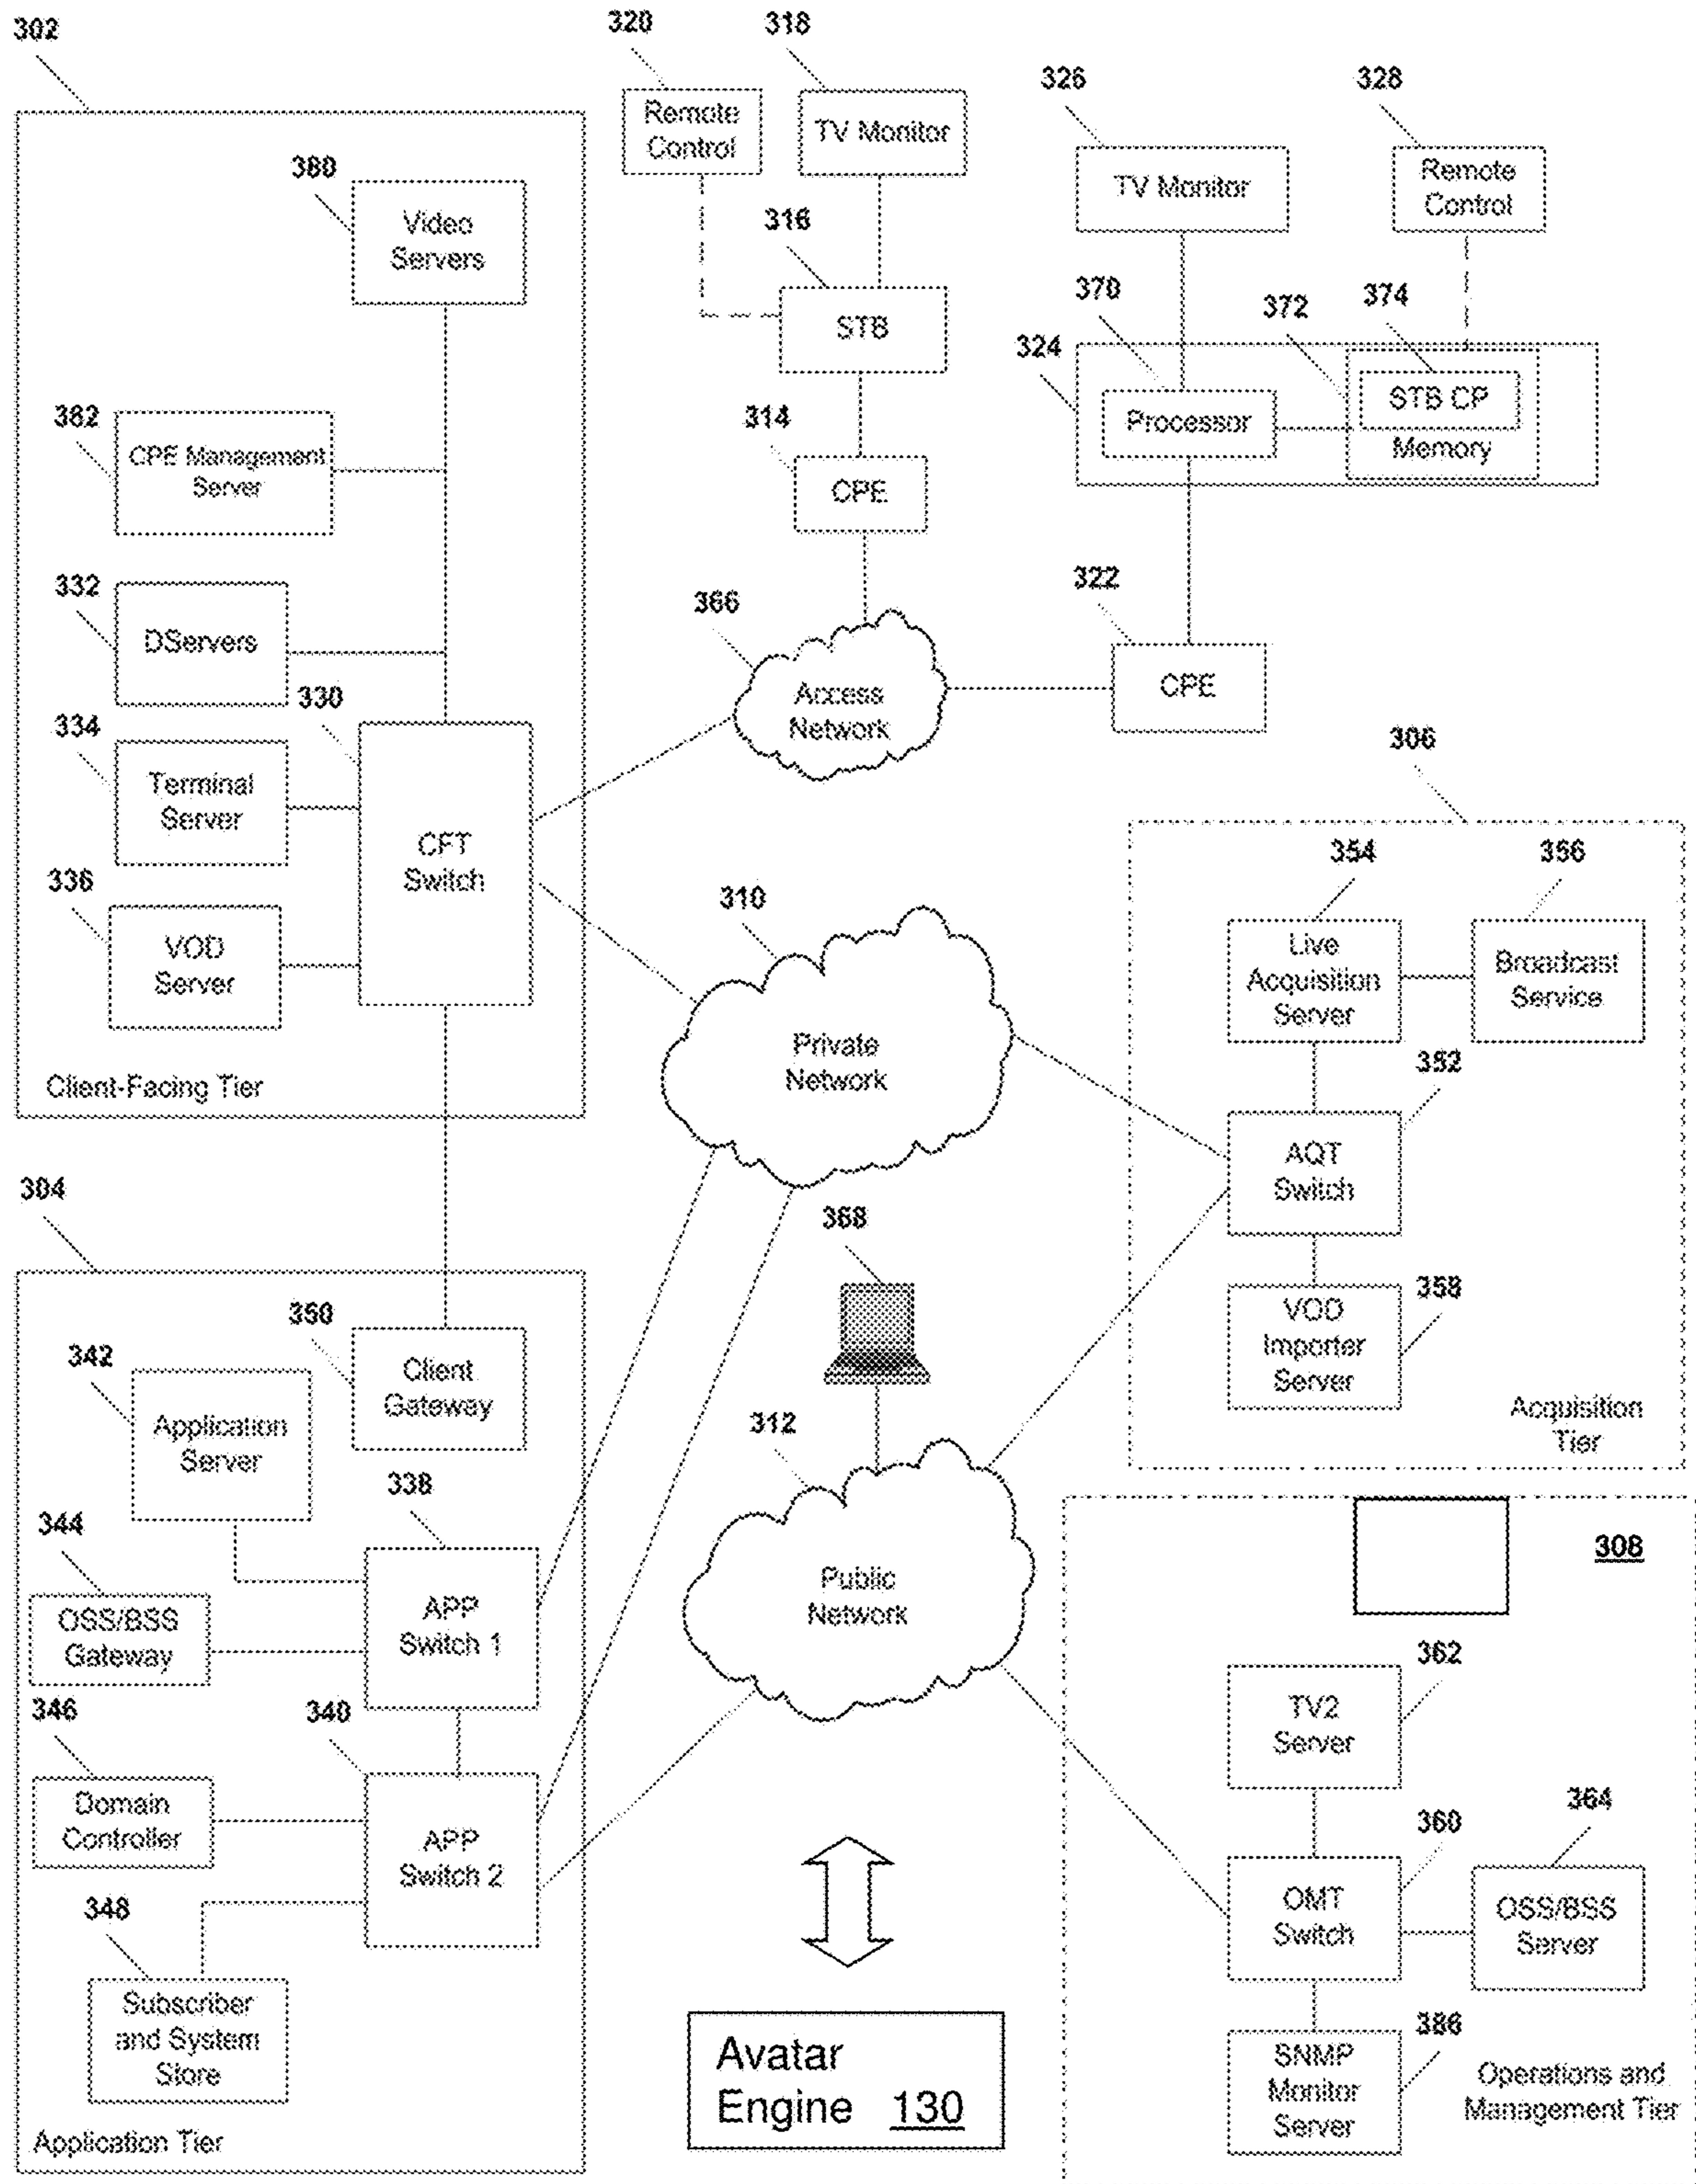 302
320
318
326
328
Remote
Control
TV Monitor
TV Monitor
Remote
Control
380
Video
Servers
316
STB
370
372
374
324
STB CP
Processor
Memory
382
CPE Management
Server
314
CPE
332
DServers
366
322
Access
Network
CPE
330
334
Terminal
Server
CFT
Switch
336
VOD
Server
Client-Facing Tier
310
Private
Network
306
354
356
Live
Acquisition
Server
Broadcast
Service
352
AQT
Switch
358
VOD
Importer
Server
Acquisition
Tier
304
368
350
Client
Gateway
342
Application
Server
312
Public
Network
338
344
OSS/BSS
Gateway
APP
Switch 1
346
340
Domain
Controller
APP
Switch 2
348
Subscriber
and System
Store
Application Tier
308
362
TV2
Server
364
360
OMT
Switch
OSS/BSS
Server
386
SNMP
Monitor
Server
Operations and
Management Tier
Avatar
Engine 130